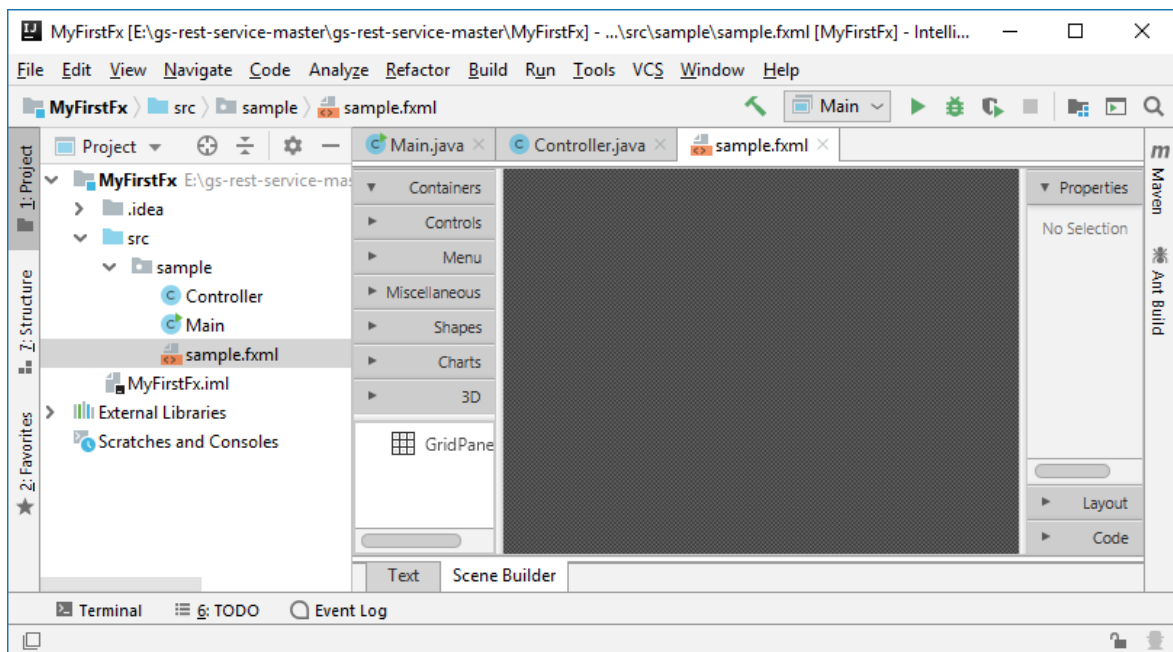 MyFirstFx [E:\gs-rest-service-master\gs-rest-service-master\MyFirstFx] - ...\src\sample\sample.fxml [MyFirstFx] - Intelli...
File Edit View Navigate Code Analyze Refactor Build Run Tools VCS Window Help
MyFirstFx src sample sample.fxml Main
1: Project
7: Structure
2: Favorites
Project
MyFirstFx E:\gs-rest-service-mas
.idea
src
sample
Controller
Main
sample.fxml
MyFirstFx.iml
External Libraries
Scratches and Consoles
Main.java Controller.java sample.fxml
Containers
Controls
Menu
Miscellaneous
Shapes
Charts
3D
GridPane
Properties
No Selection
Layout
Code
Maven
Ant Build
Text Scene Builder
Terminal 6: TODO Event Log